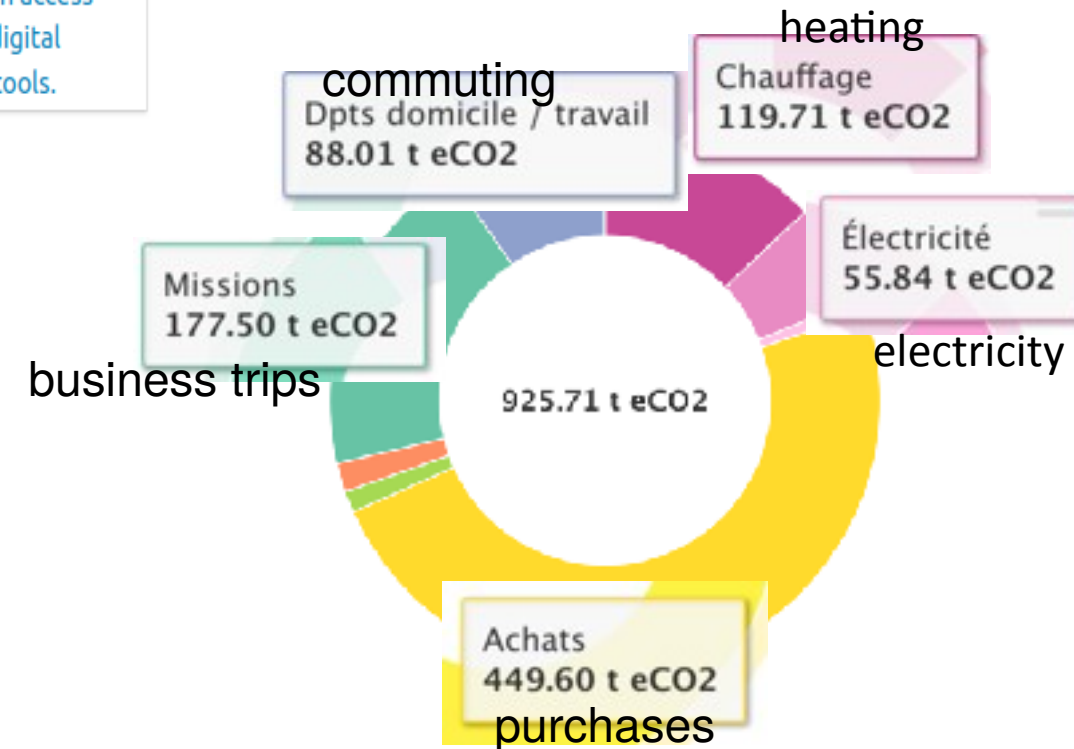 access
digital
tools.
heating
Chauffage
119.71 t eCO2
commuting
Dpts domicile / travail
88.01 t eCO2
Électricité
55.84 t eCO2
electricity
Missions
177.50 t eCO2
business trips
925.71 t eCO2
Achats
449.60 t eCO2
purchases